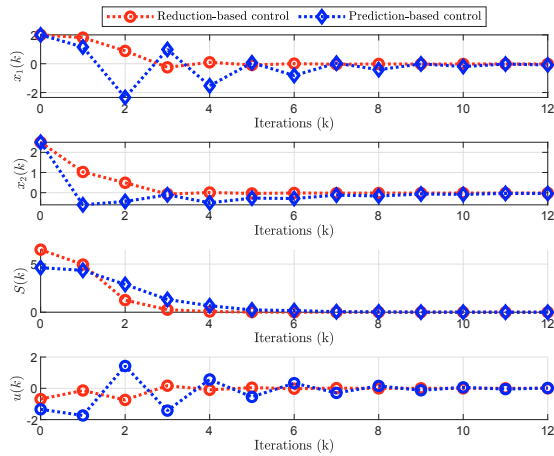 Reduction-based control Prediction-based control
x₁(k)
2
0
-2
0 2 4 6 8 10 12
Iterations (k)
x₂(k)
2
1
0
0 2 4 6 8 10 12
Iterations (k)
S(k)
5
0
0 2 4 6 8 10 12
Iterations (k)
u(k)
2
0
-2
0 2 4 6 8 10 12
Iterations (k)